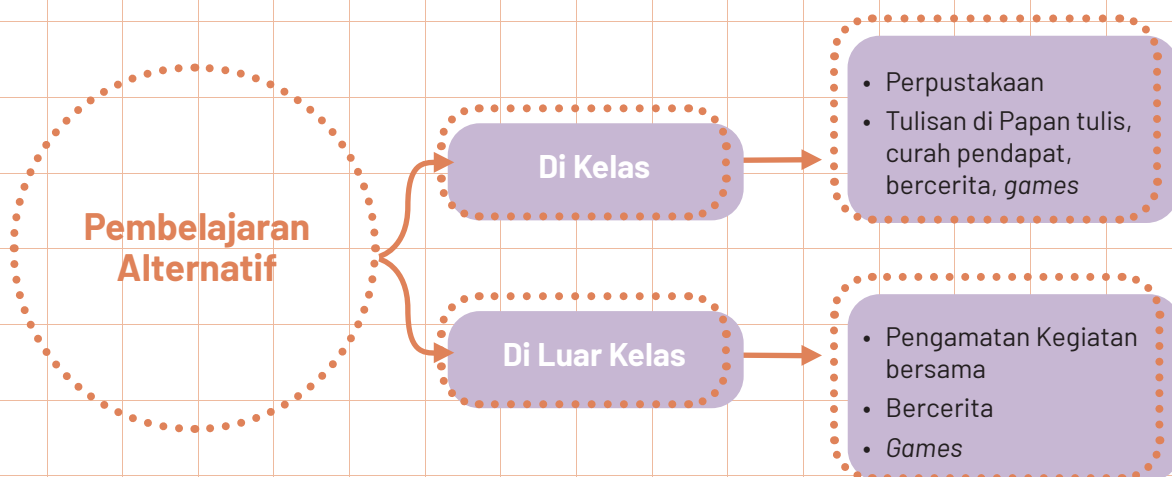 Pembelajaran
Alternatif
Di Kelas
• Perpustakaan
• Tulisan di Papan tulis,
curah pendapat,
bercerita, games
Di Luar Kelas
• Pengamatan Kegiatan
bersama
• Bercerita
• Games